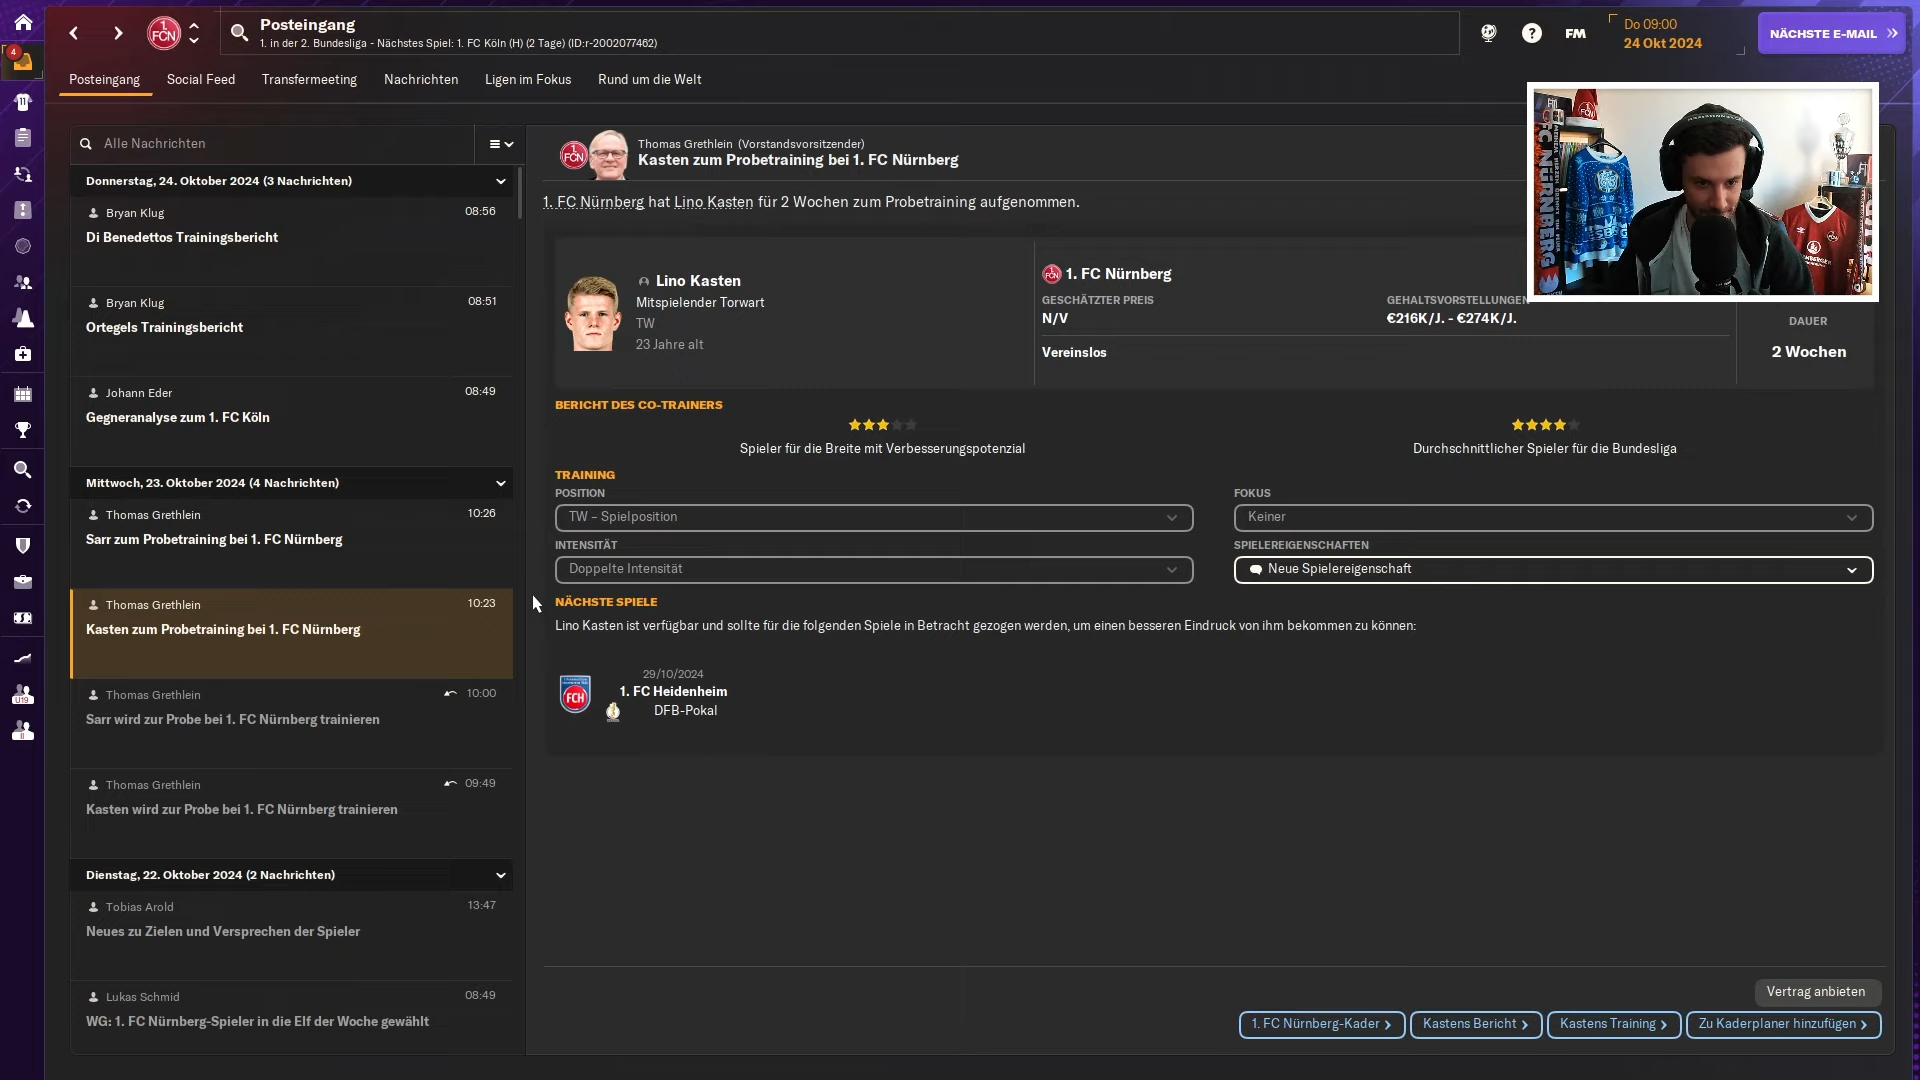 Posteingang
1. in der 2. Bundesliga - Nächstes Spiel: 1. FC Köln (H) (2 Tage) (ID:r-2002077462)
FM
Do 09:00
24 Okt 2024
NÄCHSTE E-MAIL
4
Posteingang
Social Feed
Transfermeeting
Nachrichten
Ligen im Fokus
Rund um die Welt
Alle Nachrichten
Donnerstag, 24. Oktober 2024 (3 Nachrichten)
Bryan Klug
08:56
Di Benedettos Trainingsbericht
Bryan Klug
08:51
Ortegels Trainingsbericht
Johann Eder
08:49
Gegneranalyse zum 1. FC Köln
Mittwoch, 23. Oktober 2024 (4 Nachrichten)
Thomas Grethlein
10:26
Sarr zum Probetraining bei 1. FC Nürnberg
Thomas Grethlein
10:23
Kasten zum Probetraining bei 1. FC Nürnberg
Thomas Grethlein
10:00
Sarr wird zur Probe bei 1. FC Nürnberg trainieren
Thomas Grethlein
09:49
Kasten wird zur Probe bei 1. FC Nürnberg trainieren
Dienstag, 22. Oktober 2024 (2 Nachrichten)
Tobias Arold
13:47
Neues zu Zielen und Versprechen der Spieler
Lukas Schmid
08:49
WG: 1. FC Nürnberg-Spieler in die Elf der Woche gewählt
U19
II
Thomas Grethlein (Vorstandsvorsitzender)
Kasten zum Probetraining bei 1. FC Nürnberg
1. FC Nürnberg hat Lino Kasten für 2 Wochen zum Probetraining aufgenommen.
Lino Kasten
Mitspielender Torwart
TW
23 Jahre alt
1. FC Nürnberg
GESCHÄTZTER PREIS
N/V
GEHALTSVORSTELLUNGEN
€216K/J. - €274K/J.
Vereinslos
DAUER
2 Wochen
BERICHT DES CO-TRAINERS
Spieler für die Breite mit Verbesserungspotenzial
Durchschnittlicher Spieler für die Bundesliga
TRAINING
POSITION
TW – Spielposition
FOKUS
Keiner
INTENSITÄT
Doppelte Intensität
SPIELEREIGENSCHAFTEN
Neue Spielereigenschaft
NÄCHSTE SPIELE
Lino Kasten ist verfügbar und sollte für die folgenden Spiele in Betracht gezogen werden, um einen besseren Eindruck von ihm bekommen zu können:
FCH
29/10/2024
1. FC Heidenheim
DFB-Pokal
Vertrag anbieten
1. FC Nürnberg-Kader
Kastens Bericht
Kastens Training
Zu Kaderplaner hinzufügen